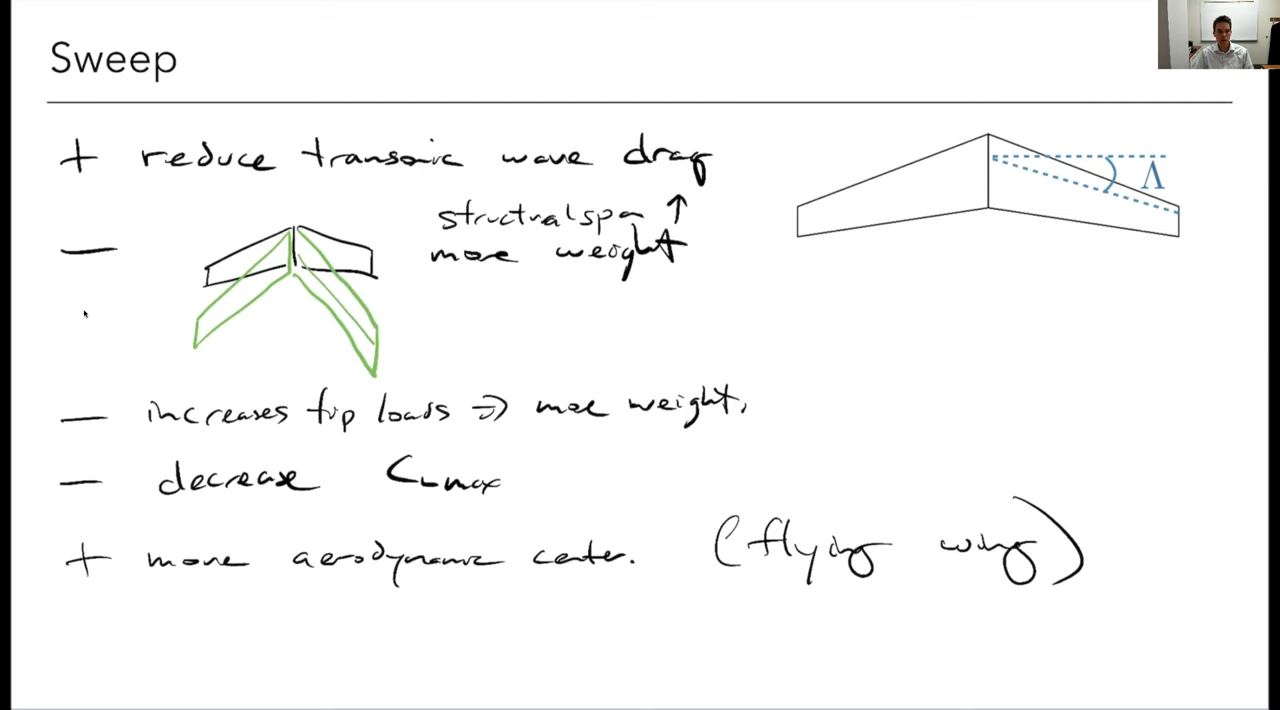 Sweep
+ reduce transonic wave drag
Λ
structural span ↑
— more weight
— increases tip loads ⇒ more weight.
— decrease CLmax
+ move aerodynamic center. (flying wing)